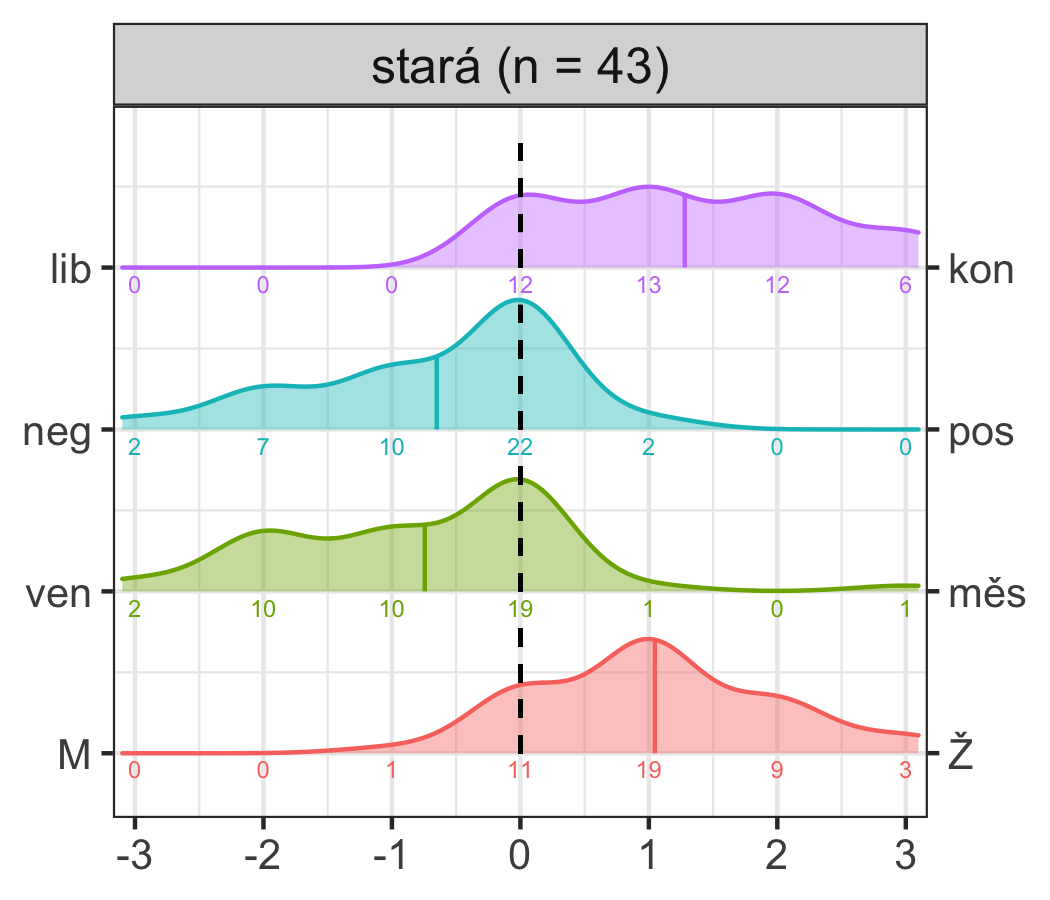 stará (n = 43)
lib kon
0 0 0 12 13 12 6
neg pos
2 7 10 22 2 0 0
ven měs
2 10 10 19 1 0 1
M Ž
0 0 1 11 19 9 3
-3 -2 -1 0 1 2 3